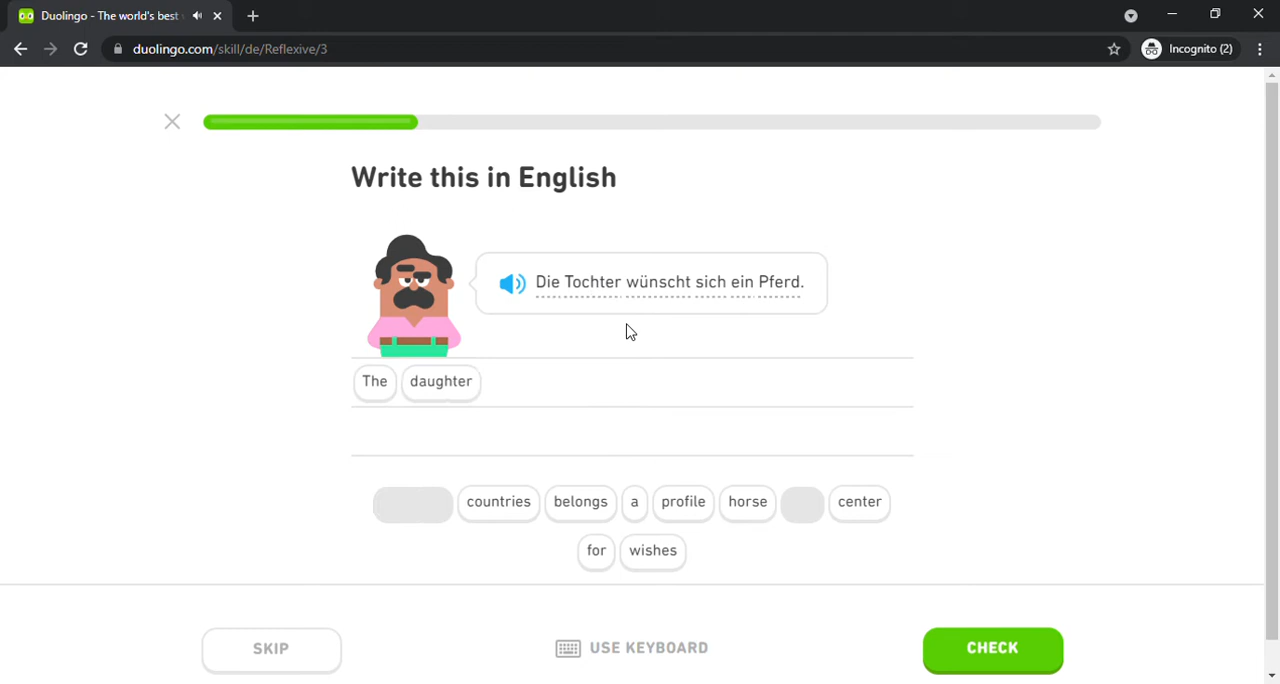 Duolingo - The world's best
duolingo.com/skill/de/Reflexive/3
Incognito (2)
Write this in English
Die Tochter wünscht sich ein Pferd.
The daughter
countries belongs a profile horse center
for wishes
SKIP
USE KEYBOARD
CHECK